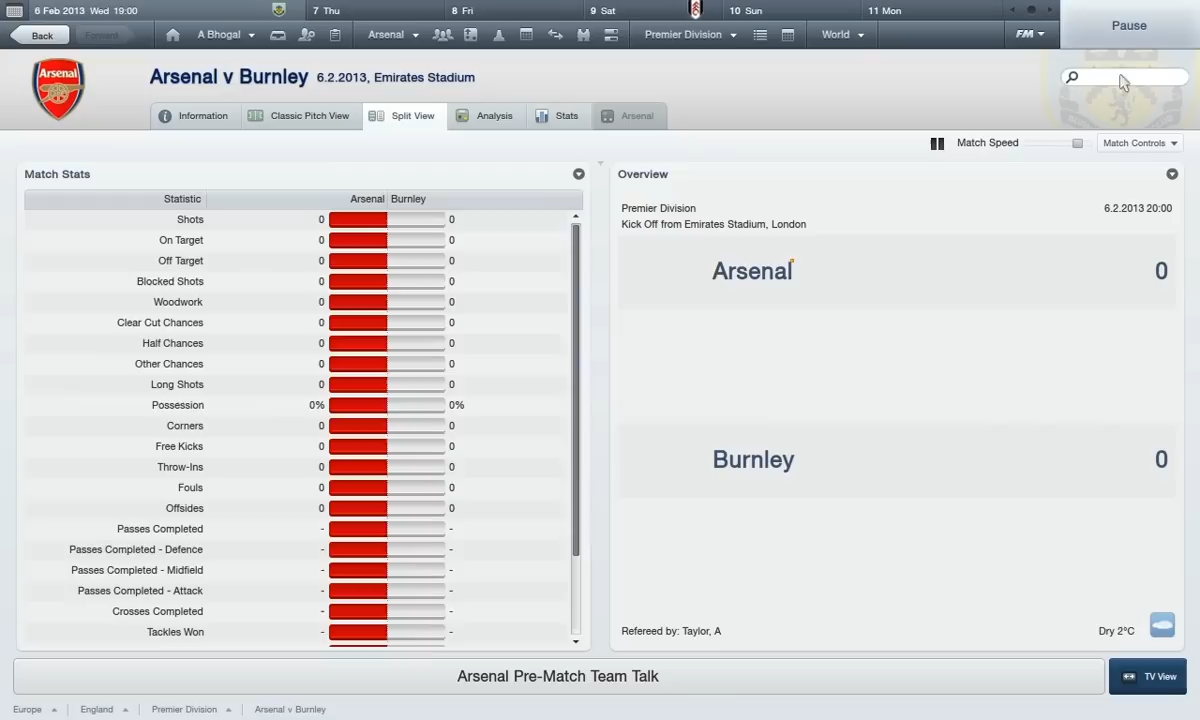 6 Feb 2013 Wed 19:00 7 Thu 8 Fri 9 Sat 10 Sun 11 Mon
Pause
Back Forward A Bhogal Arsenal Premier Division World FM
Arsenal
Arsenal v Burnley 6.2.2013, Emirates Stadium
Information Classic Pitch View Split View Analysis Stats Arsenal
Match Speed Match Controls
Match Stats
Statistic Arsenal Burnley
Shots 0 0
On Target 0 0
Off Target 0 0
Blocked Shots 0 0
Woodwork 0 0
Clear Cut Chances 0 0
Half Chances 0 0
Other Chances 0 0
Long Shots 0 0
Possession 0% 0%
Corners 0 0
Free Kicks 0 0
Throw-Ins 0 0
Fouls 0 0
Offsides 0 0
Passes Completed - -
Passes Completed - Defence - -
Passes Completed - Midfield - -
Passes Completed - Attack - -
Crosses Completed - -
Tackles Won - -
Overview
Premier Division 6.2.2013 20:00
Kick Off from Emirates Stadium, London
Arsenal 0
Burnley 0
Refereed by: Taylor, A Dry 2°C
Arsenal Pre-Match Team Talk
TV View
Europe England Premier Division Arsenal v Burnley